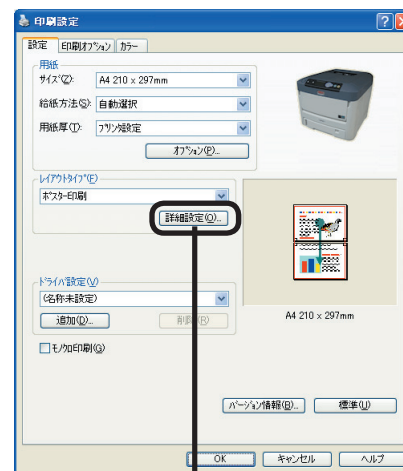 印刷設定
設定 印刷オプション カラー
用紙
サイズ(Z): A4 210 x 297mm
給紙方法(S): 自動選択
用紙厚(T): プリンタ設定
オプション(P)...
レイアウトタイプ(E)
ポスター印刷
詳細設定(O)...
ドライバ設定(V)
(名称未設定)
追加(D)... 削除(R)
A4 210 x 297mm
モノクロ印刷(G)
バージョン情報(B)... 標準(U)
OK キャンセル ヘルプ